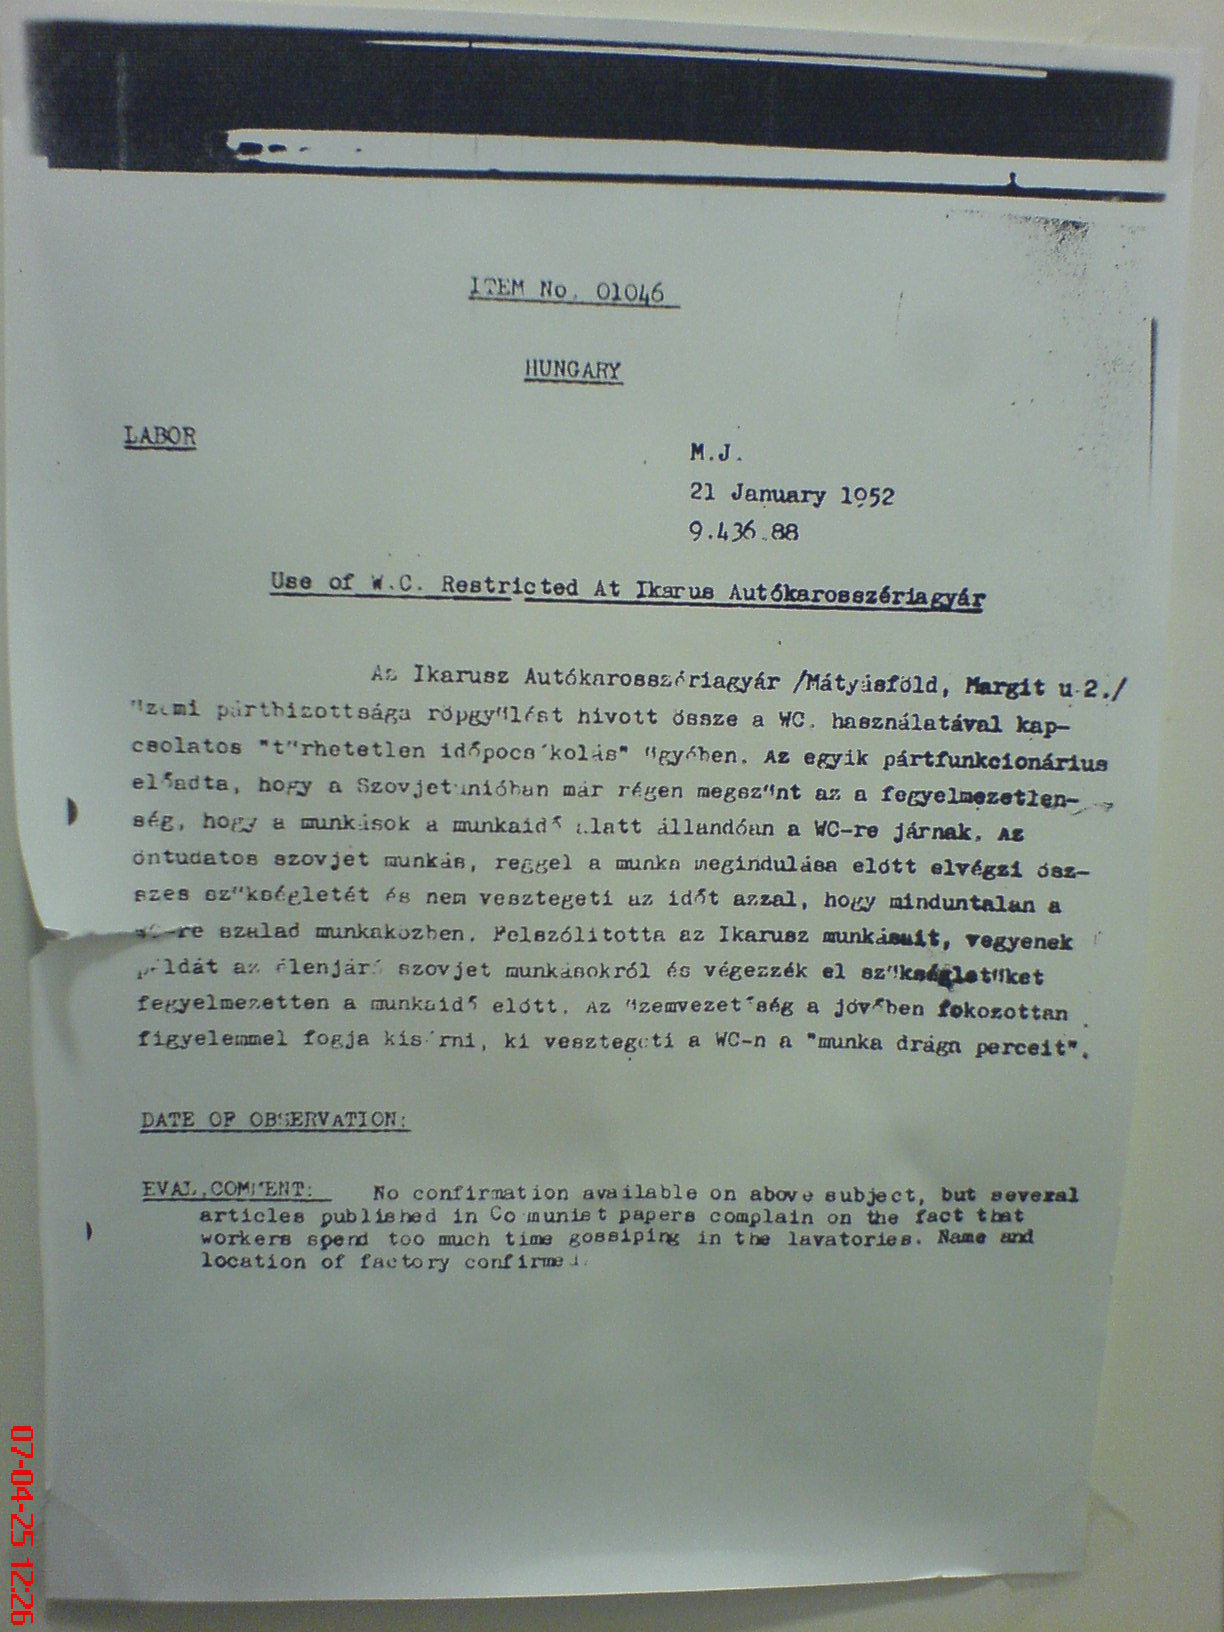 ITEM No. 01046
HUNGARY
LABOR
M.J.
21 January 1952
9.436.88
Use of W.C. Restricted At Ikarus Autókarosszériagyár
Az Ikarusz Autókarosszériagyár /Mátyásföld, Margit u.2./
üzemi pártbizottsága röpgyűlést hivott össze a WC. használatával kap-
csolatos "tűrhetetlen időpocsékolás" ügyében. Az egyik pártfunkcionárius
előadta, hogy a Szovjetunióban már régen megszűnt az a fegyelmezetlen-
ség, hogy a munkások a munkaidő alatt állandóan a WC-re járnak. Az
öntudatos szovjet munkás, reggel a munka megindulása előtt elvégzi ösz-
szes szükségletét és nem vesztegeti az időt azzal, hogy minduntalan a
WC-re szalad munkaközben. Felszólitotta az Ikarusz munkásait, vegyenek
példát az élenjáró szovjet munkásokról és végezzék el szükségletüket
fegyelmezetten a munkaidő előtt. Az üzemvezetőség a jövőben fokozottan
figyelemmel fogja kisérni, ki vesztegeti a WC-n a "munka drága perceit".
DATE OF OBSERVATION:
EVAL.COMMENT: No confirmation available on above subject, but several
articles published in Communist papers complain on the fact that
workers spend too much time gossiping in the lavatories. Name and
location of factory confirmed.
07-04-25 12:26